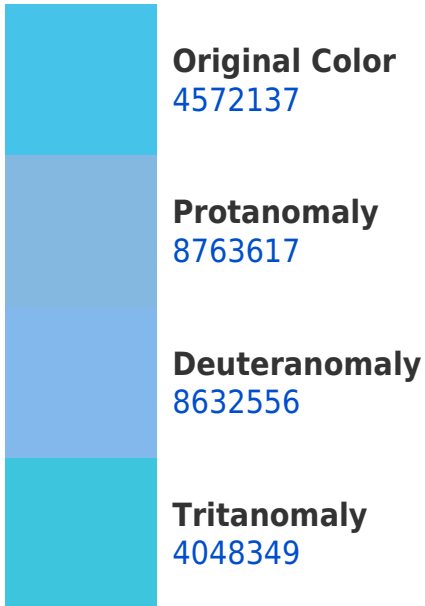 Original Color
4572137
Protanomaly
8763617
Deuteranomaly
8632556
Tritanomaly
4048349